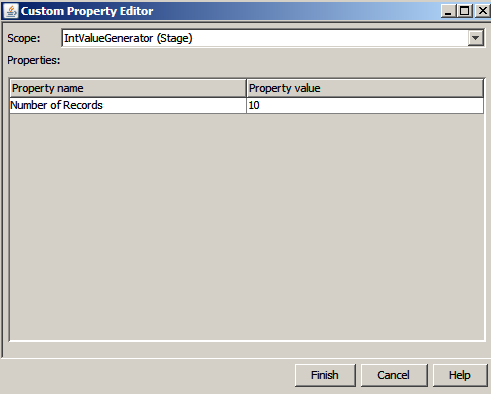 Custom Property Editor
Scope: IntValueGenerator (Stage)
Properties:
Property name Property value
Number of Records 10
Finish Cancel Help